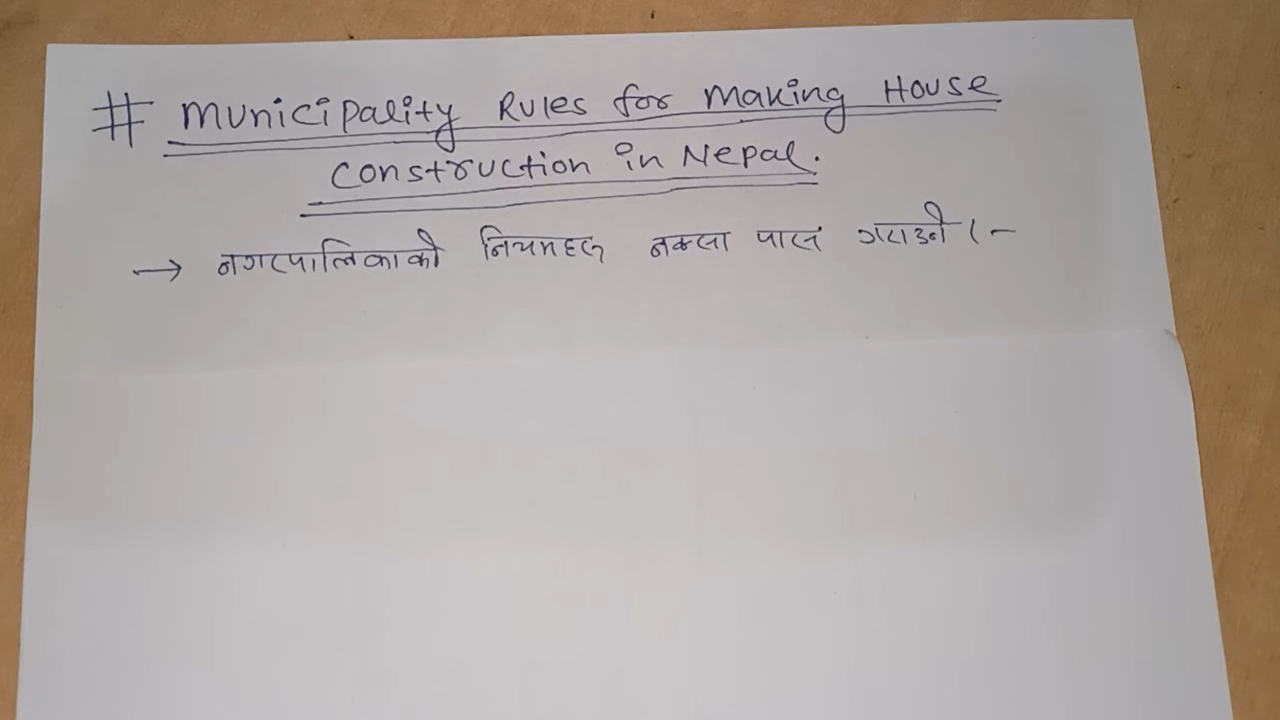 # Municipality Rules for Making House
Construction in Nepal.
→ नगरपालिकाको नियमहरू नक्सा पास गराउने।-